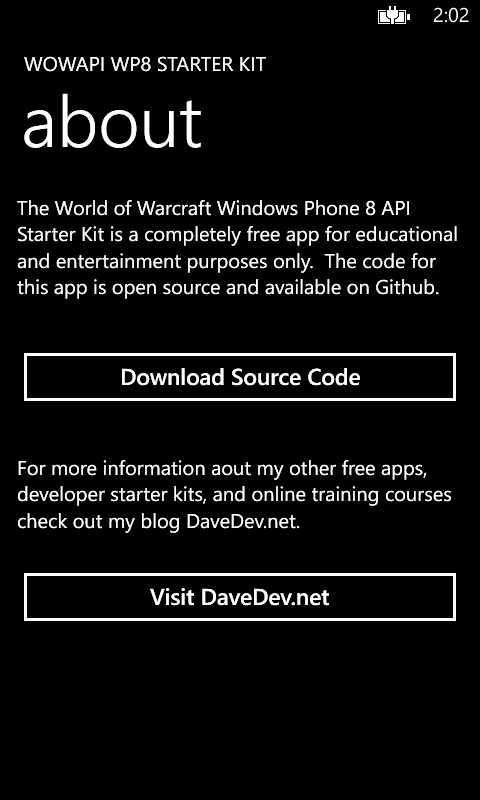 2:02
WOWAPI WP8 STARTER KIT
about
The World of Warcraft Windows Phone 8 API
Starter Kit is a completely free app for educational
and entertainment purposes only.  The code for
this app is open source and available on Github.
Download Source Code
For more information aout my other free apps,
developer starter kits, and online training courses
check out my blog DaveDev.net.
Visit DaveDev.net